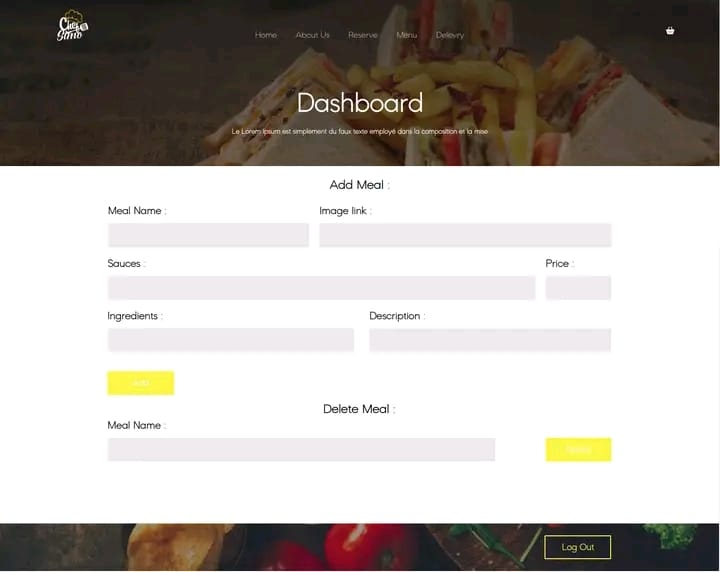 Chef
Simo
Home About Us Reserve Menu Delevry
Dashboard
Le Lorem Ipsum est simplement du faux texte employé dans la composition et la mise
Add Meal :
Meal Name : Image link :
Sauces : Price :
Ingredients : Description :
Add
Delete Meal :
Meal Name :
Log Out